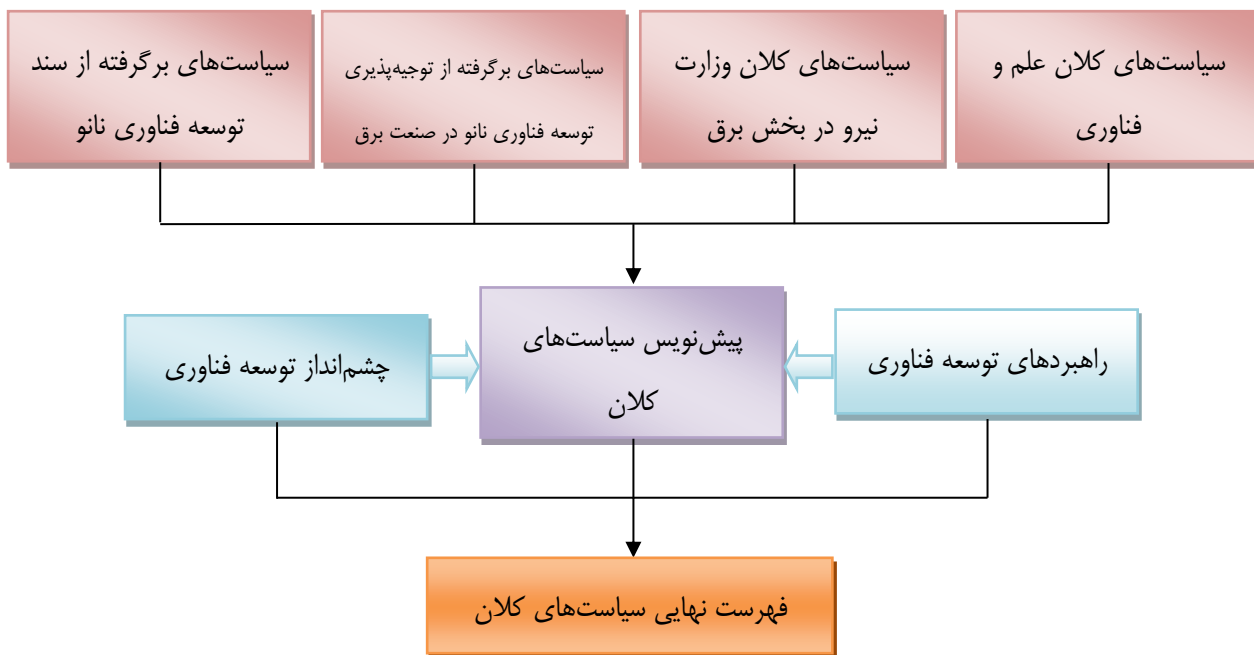 سیاست‌های کلان علم و
فناوری
سیاست‌های کلان وزارت
نیرو در بخش برق
سیاست‌های برگرفته از توجیه‌پذیری
توسعه فناوری نانو در صنعت برق
سیاست‌های برگرفته از سند
توسعه فناوری نانو
راهبردهای توسعه فناوری
پیش‌نویس سیاست‌های
کلان
چشم‌انداز توسعه فناوری
فهرست نهایی سیاست‌های کلان